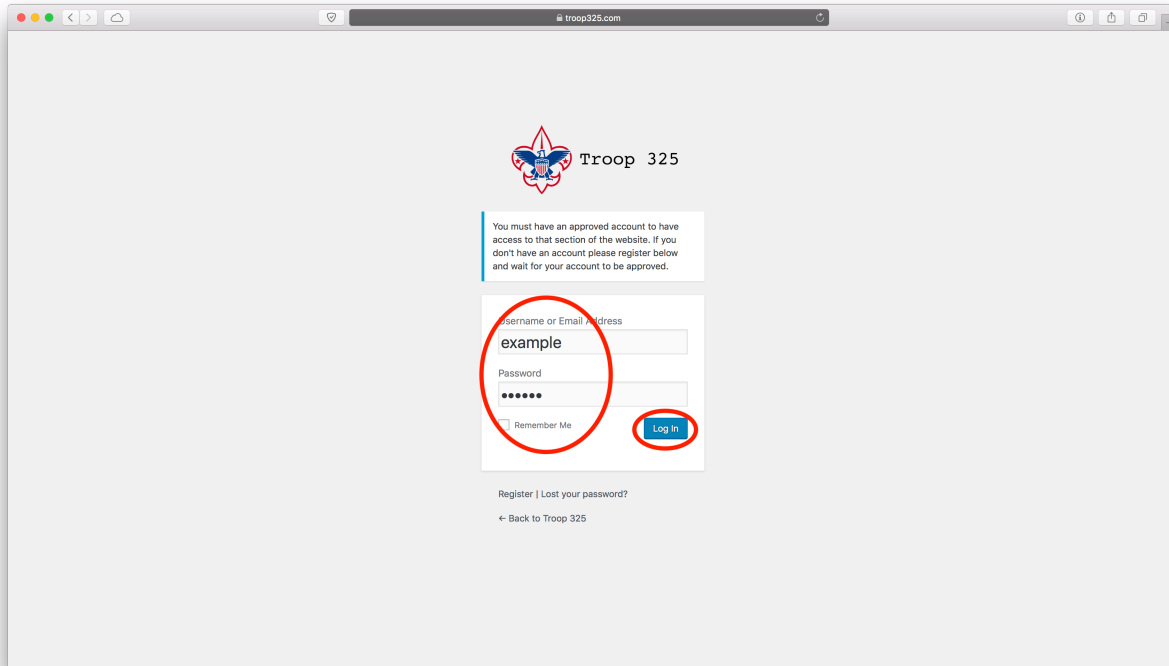 troop325.com
Troop 325
You must have an approved account to have
access to that section of the website. If you
don't have an account please register below
and wait for your account to be approved.
Username or Email Address
example
Password
••••••
Remember Me
Log In
Register | Lost your password?
← Back to Troop 325